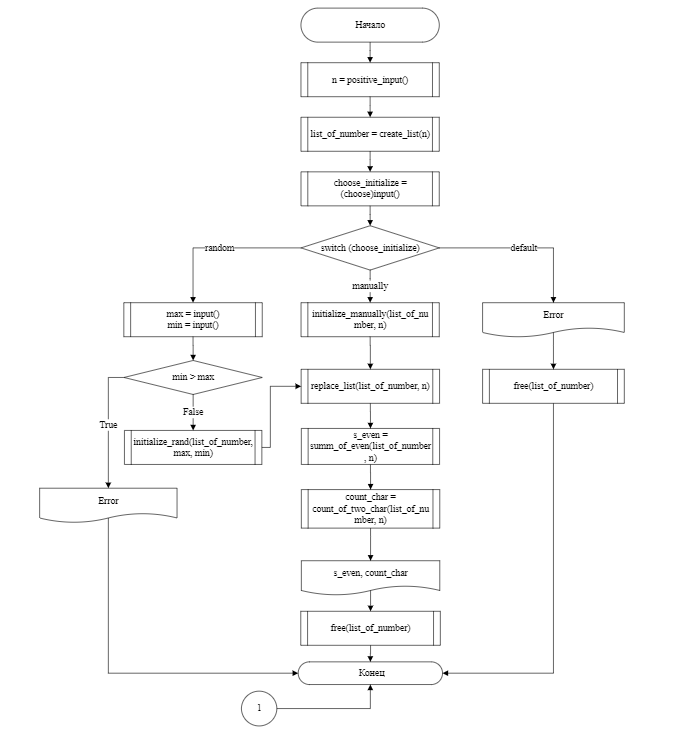 Начало
n = positive_input()
list_of_number = create_list(n)
choose_initialize =
(choose)input()
switch (choose_initialize)
random
default
manually
max = input()
min = input()
initialize_manually(list_of_nu
mber, n)
Error
min > max
replace_list(list_of_number, n)
free(list_of_number)
False
True
initialize_rand(list_of_number,
max, min)
s_even =
summ_of_even(list_of_number
, n)
Error
count_char =
count_of_two_char(list_of_nu
mber, n)
s_even, count_char
free(list_of_number)
Конец
1